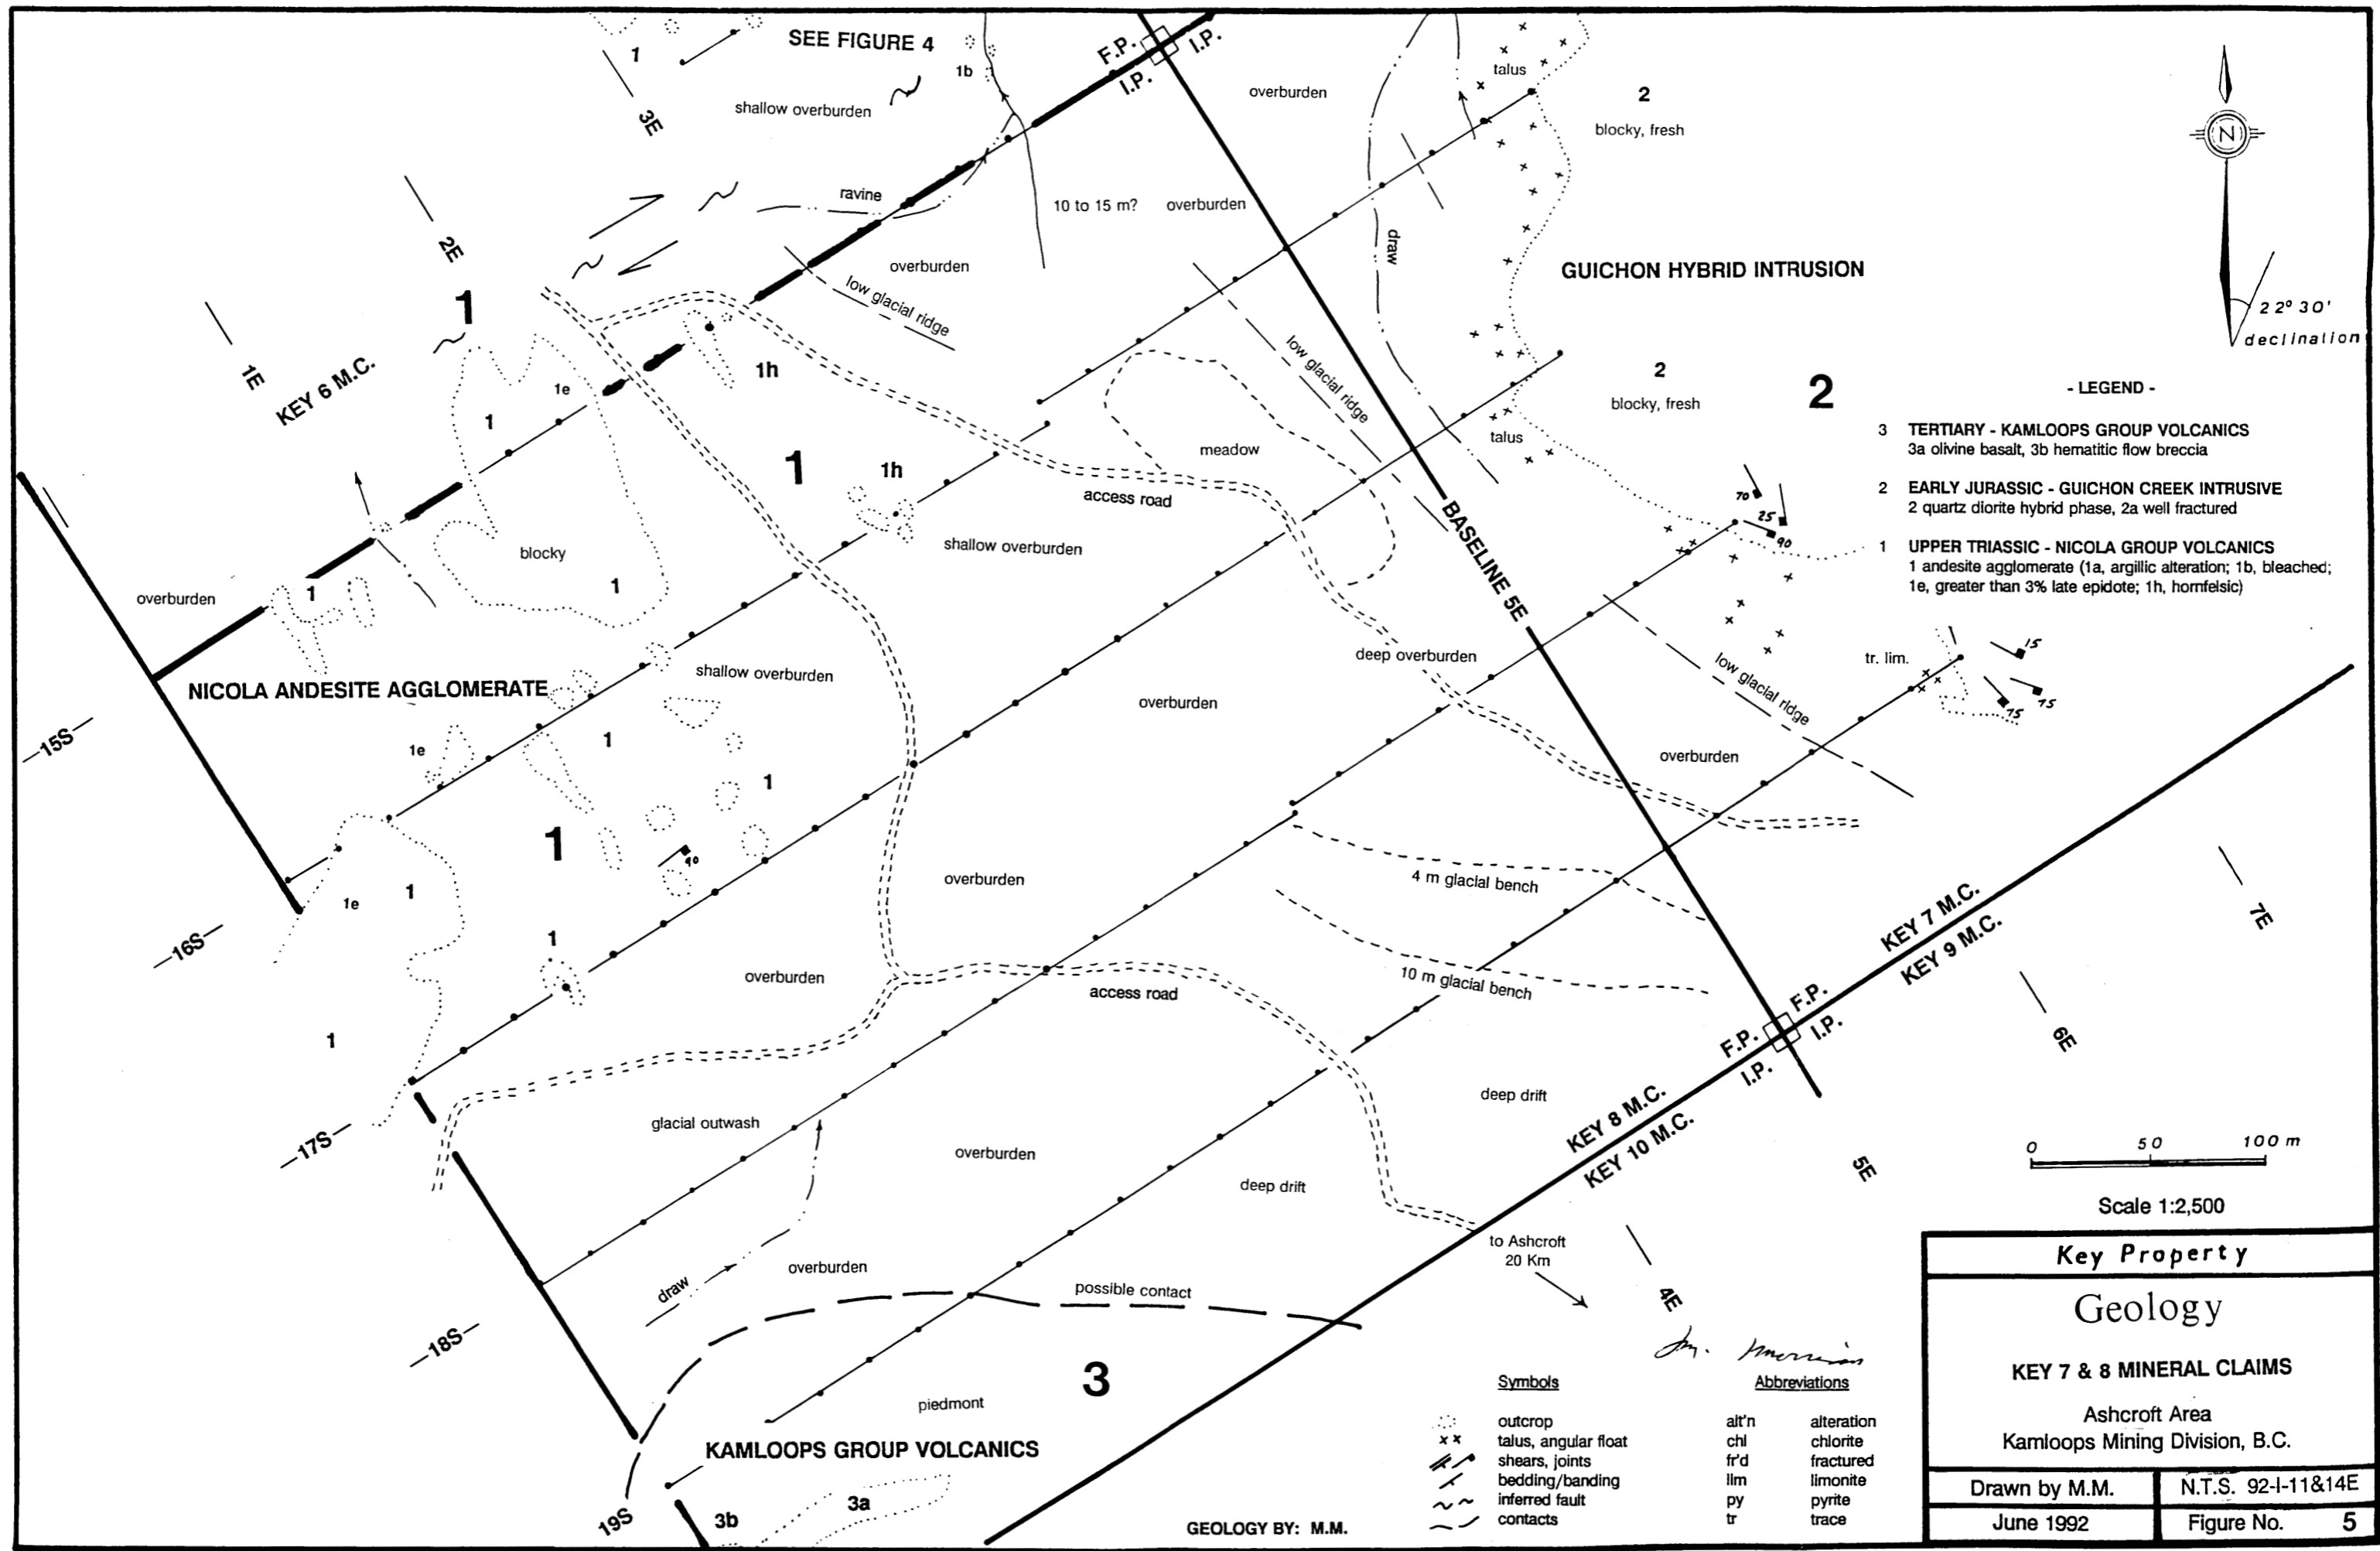 SEE FIGURE 4
1
1b
3E
shallow overburden
F.P.
I.P.
I.P.
overburden
talus
2
blocky, fresh
N
22° 30'
declination
ravine
10 to 15 m?
overburden
draw
2E
overburden
low glacial ridge
GUICHON HYBRID INTRUSION
1
1E
KEY 6 M.C.
1e
1
1h
low glacial ridge
2
blocky, fresh
2
talus
meadow
1
1h
access road
BASELINE 5E
70
25
90
- LEGEND -
3 TERTIARY - KAMLOOPS GROUP VOLCANICS
3a olivine basalt, 3b hematitic flow breccia
2 EARLY JURASSIC - GUICHON CREEK INTRUSIVE
2 quartz diorite hybrid phase, 2a well fractured
1 UPPER TRIASSIC - NICOLA GROUP VOLCANICS
1 andesite agglomerate (1a, argillic alteration; 1b, bleached;
1e, greater than 3% late epidote; 1h, hornfelsic)
blocky
1
shallow overburden
overburden
1
NICOLA ANDESITE AGGLOMERATE
shallow overburden
deep overburden
low glacial ridge
tr. lim.
15
75
75
15S
1e
1
overburden
overburden
1
1
90
1e
1
overburden
4 m glacial bench
16S
1
overburden
10 m glacial bench
access road
KEY 7 M.C.
KEY 9 M.C.
7E
F.P.
F.P.
I.P.
I.P.
6E
1
17S
glacial outwash
overburden
deep drift
deep drift
KEY 8 M.C.
KEY 10 M.C.
5E
0 50 100 m
Scale 1:2,500
draw
overburden
possible contact
to Ashcroft
20 Km
4E
18S
3
piedmont
KAMLOOPS GROUP VOLCANICS
3a
3b
19S
GEOLOGY BY: M.M.
Symbols
outcrop
talus, angular float
shears, joints
bedding/banding
inferred fault
contacts
Abbreviations
alt'n alteration
chl chlorite
fr'd fractured
lim limonite
py pyrite
tr trace
Key Property
Geology
KEY 7 & 8 MINERAL CLAIMS
Ashcroft Area
Kamloops Mining Division, B.C.
Drawn by M.M.
N.T.S. 92-I-11&14E
June 1992
Figure No. 5